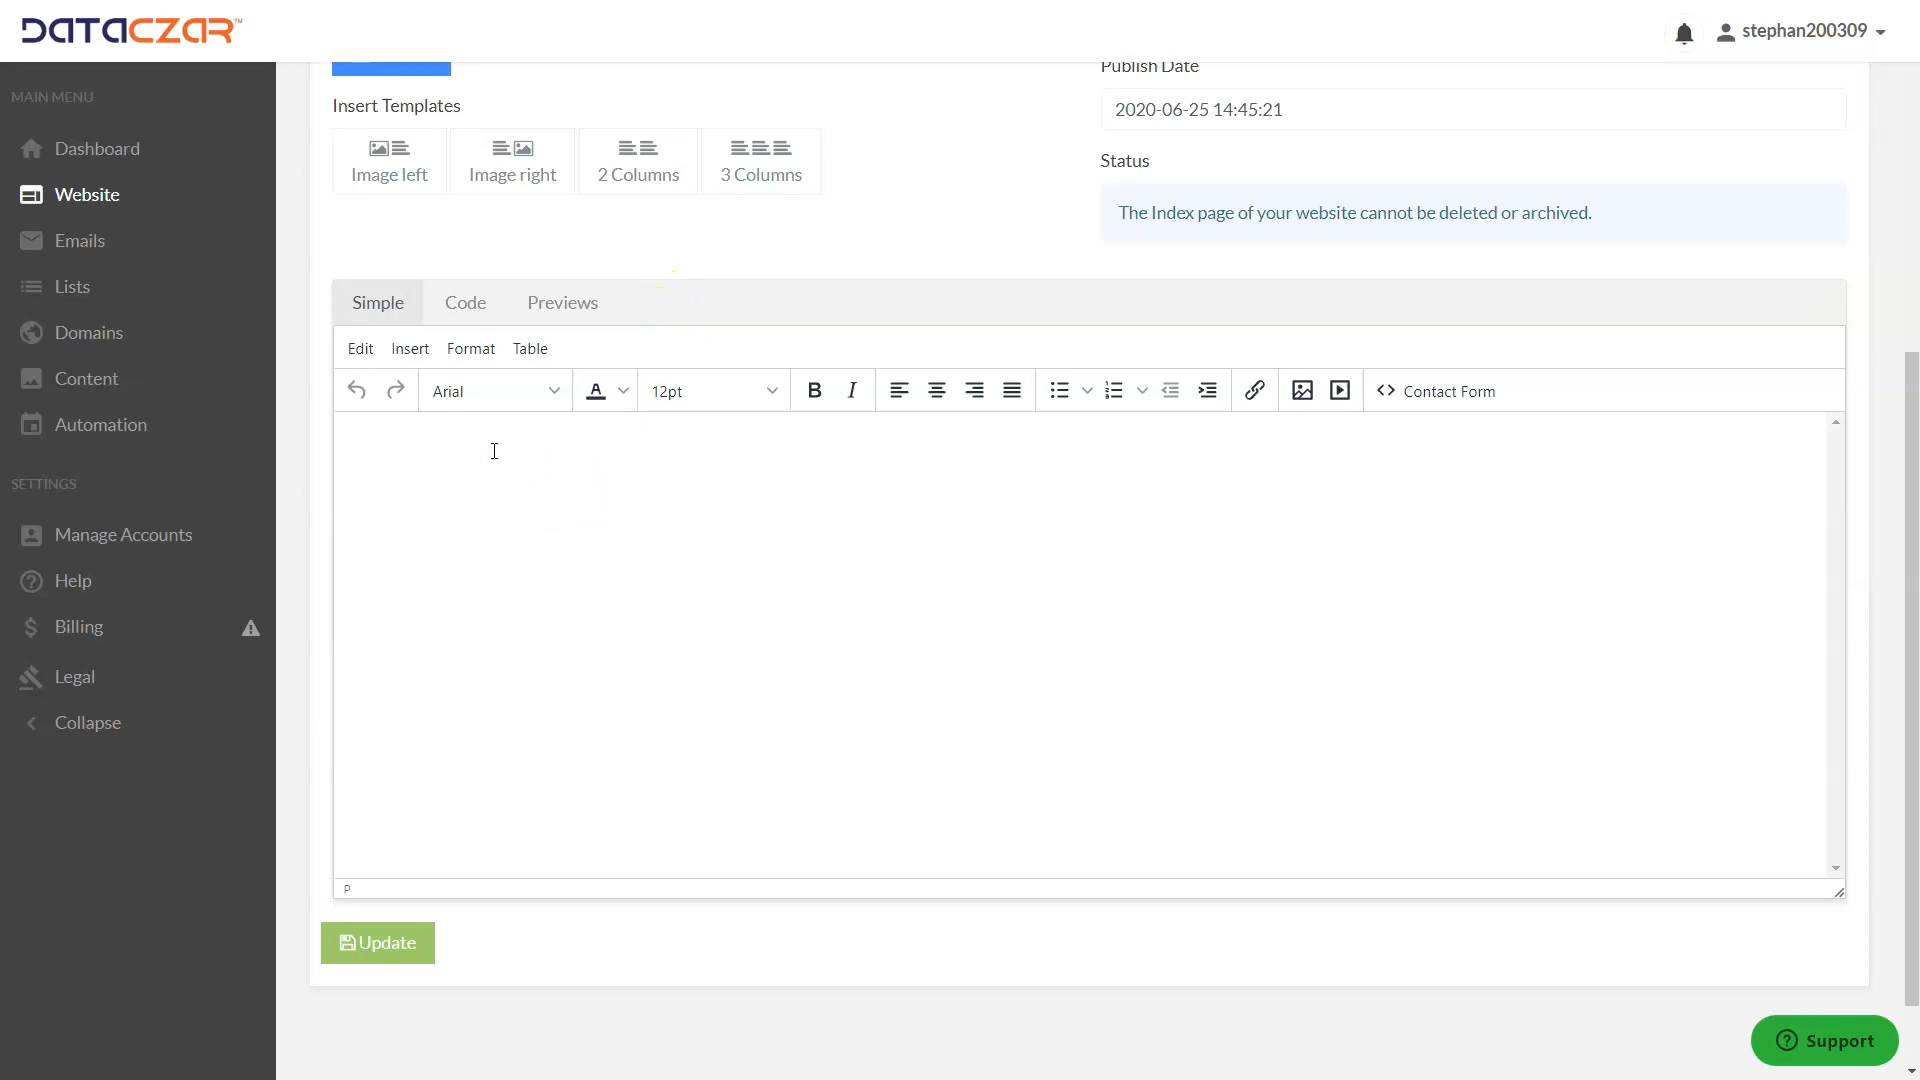 DATACZAR™
stephan200309
MAIN MENU
Dashboard
Website
Emails
Lists
Domains
Content
Automation
SETTINGS
Manage Accounts
Help
Billing
Legal
Collapse
Publish Date
2020-06-25 14:45:21
Insert Templates
Image left
Image right
2 Columns
3 Columns
Status
The Index page of your website cannot be deleted or archived.
Simple Code Previews
Edit Insert Format Table
Arial A 12pt B I Contact Form
P
Update
Support